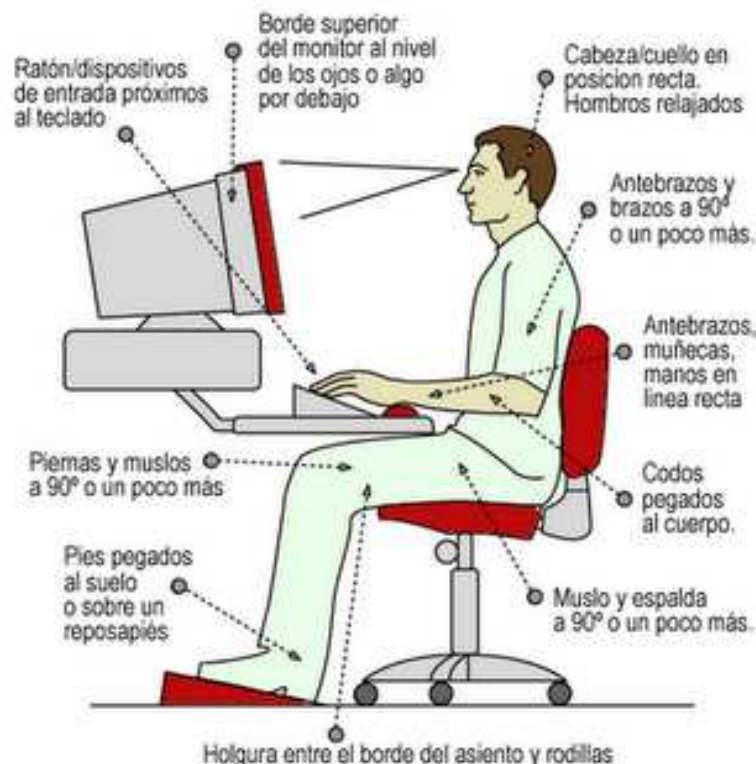 Borde superior
del monitor al nivel
de los ojos o algo
por debajo
Ratón/dispositivos
de entrada próximos
al teclado
Cabeza/cuello en
posicion recta.
Hombros relajados
Antebrazos y
brazos a 90º
o un poco más.
Antebrazos,
muñecas,
manos en
linea recta
Codos
pegados
al cuerpo.
Piernas y muslos
a 90º o un poco más
Pies pegados
al suelo
o sobre un
reposapiés
Muslo y espalda
a 90º o un poco más.
Holgura entre el borde del asiento y rodillas